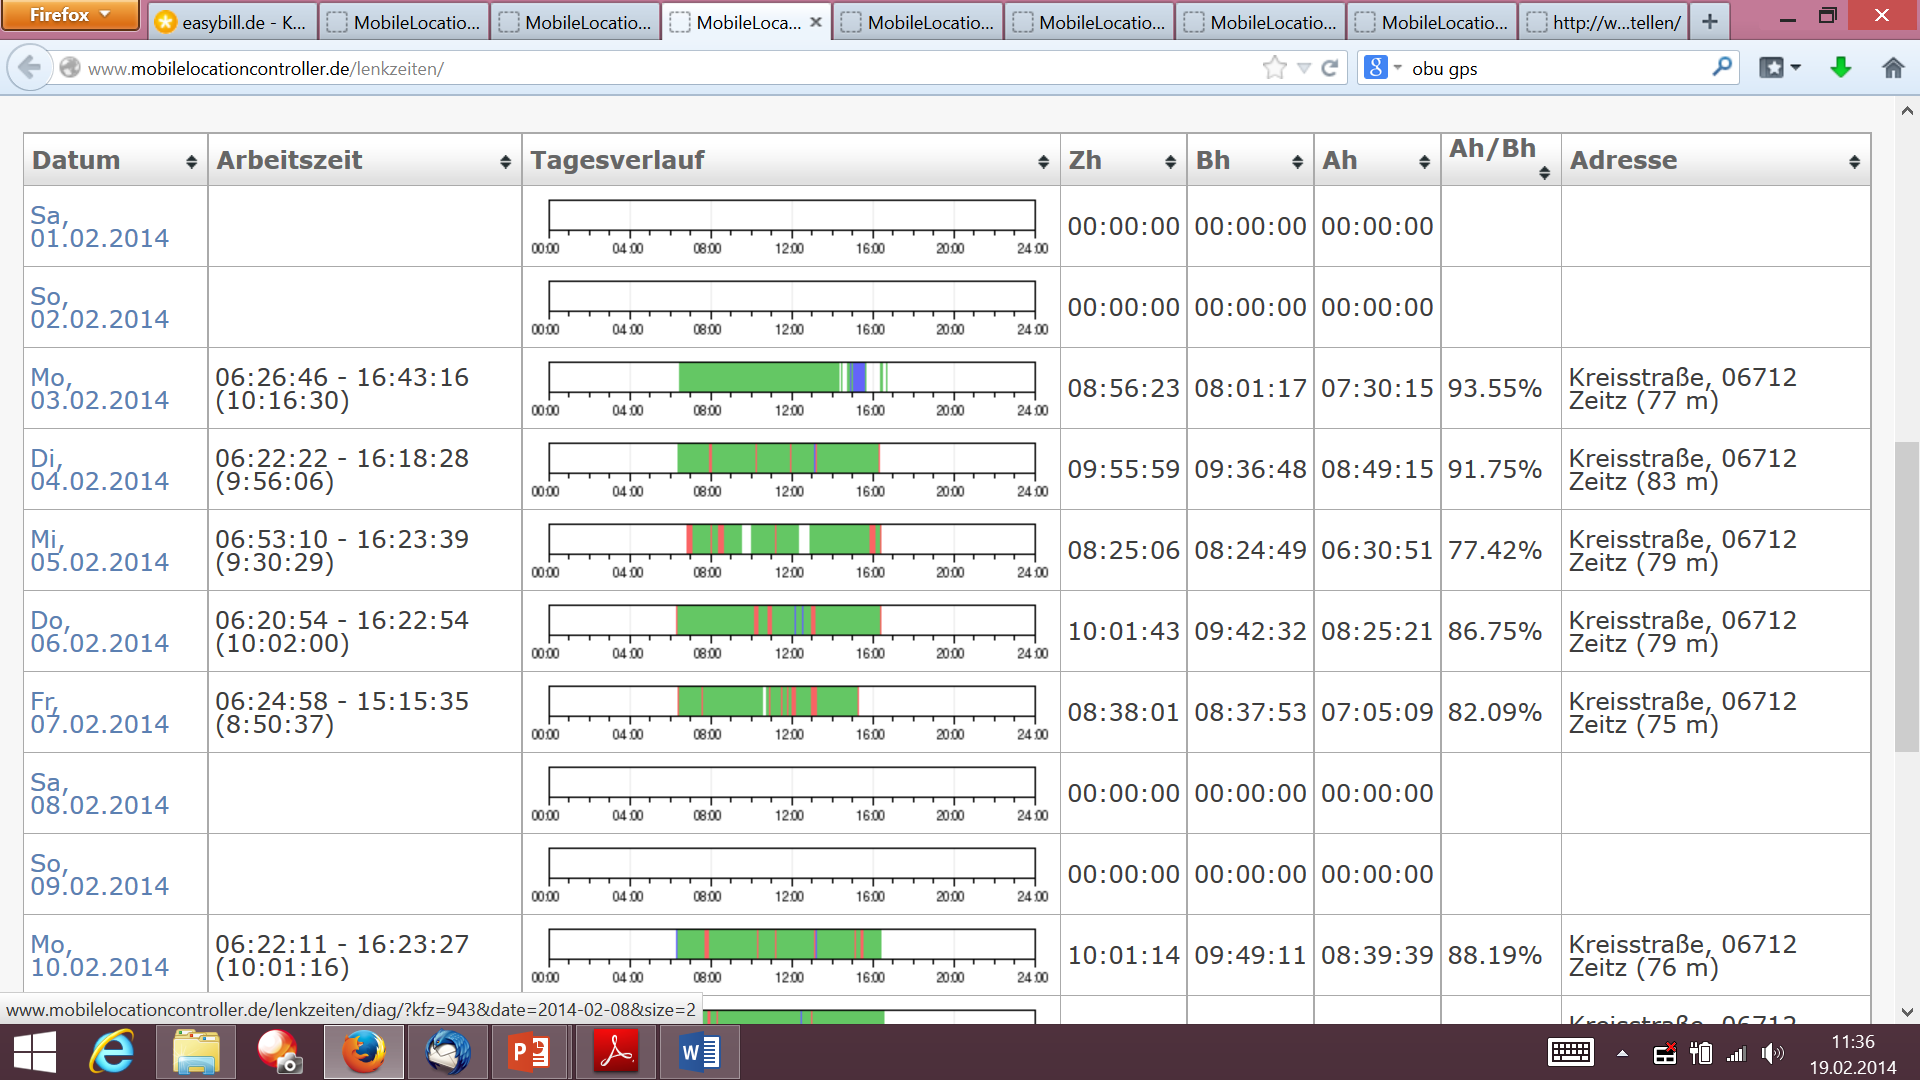 Firefox
easybill.de - K...
MobileLocatio...
MobileLocatio...
MobileLoca...
MobileLocatio...
MobileLocatio...
MobileLocatio...
MobileLocatio...
http://w...tellen/
www.mobilelocationcontroller.de/lenkzeiten/
obu gps
Datum Arbeitszeit Tagesverlauf Zh Bh Ah Ah/Bh Adresse
Sa,
01.02.2014
00:00 04:00 08:00 12:00 16:00 20:00 24:00
00:00:00 00:00:00 00:00:00
So,
02.02.2014
00:00 04:00 08:00 12:00 16:00 20:00 24:00
00:00:00 00:00:00 00:00:00
Mo,
03.02.2014
06:26:46 - 16:43:16
(10:16:30)
00:00 04:00 08:00 12:00 16:00 20:00 24:00
08:56:23 08:01:17 07:30:15 93.55%
Kreisstraße, 06712
Zeitz (77 m)
Di,
04.02.2014
06:22:22 - 16:18:28
(9:56:06)
00:00 04:00 08:00 12:00 16:00 20:00 24:00
09:55:59 09:36:48 08:49:15 91.75%
Kreisstraße, 06712
Zeitz (83 m)
Mi,
05.02.2014
06:53:10 - 16:23:39
(9:30:29)
00:00 04:00 08:00 12:00 16:00 20:00 24:00
08:25:06 08:24:49 06:30:51 77.42%
Kreisstraße, 06712
Zeitz (79 m)
Do,
06.02.2014
06:20:54 - 16:22:54
(10:02:00)
00:00 04:00 08:00 12:00 16:00 20:00 24:00
10:01:43 09:42:32 08:25:21 86.75%
Kreisstraße, 06712
Zeitz (79 m)
Fr,
07.02.2014
06:24:58 - 15:15:35
(8:50:37)
00:00 04:00 08:00 12:00 16:00 20:00 24:00
08:38:01 08:37:53 07:05:09 82.09%
Kreisstraße, 06712
Zeitz (75 m)
Sa,
08.02.2014
00:00 04:00 08:00 12:00 16:00 20:00 24:00
00:00:00 00:00:00 00:00:00
So,
09.02.2014
00:00 04:00 08:00 12:00 16:00 20:00 24:00
00:00:00 00:00:00 00:00:00
Mo,
10.02.2014
06:22:11 - 16:23:27
(10:01:16)
00:00 04:00 08:00 12:00 16:00 20:00 24:00
10:01:14 09:49:11 08:39:39 88.19%
Kreisstraße, 06712
Zeitz (76 m)
Kreisstraße, 06712
www.mobilelocationcontroller.de/lenkzeiten/diag/?kfz=943&date=2014-02-08&size=2
11:36
19.02.2014